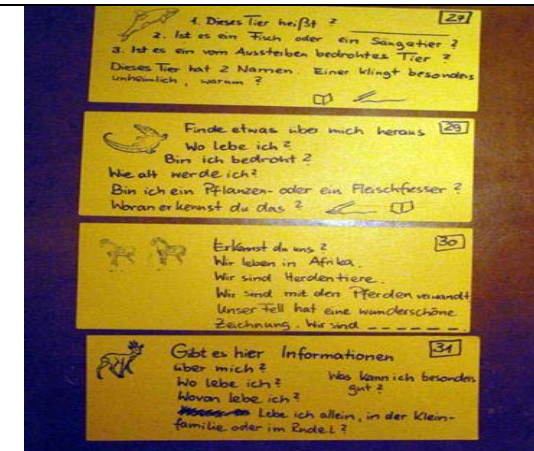 1. Dieses Tier heißt ? 27
2. Ist es ein Fisch oder ein Säugetier ?
3. Ist es ein vom Aussterben bedrohtes Tier ?
Dieses Tier hat 2 Namen. Einer klingt besonders
unheimlich, warum ?
Finde etwas über mich heraus 29
Wo lebe ich ?
Bin ich bedroht ?
Wie alt werde ich ?
Bin ich ein Pflanzen- oder ein Fleischfresser ?
Woran erkennst du das ?
Erkennst du uns ? 30
Wir leben in Afrika.
Wir sind Herdentiere.
Wir sind mit den Pferden verwandt
Unser Fell hat eine wunderschöne
Zeichnung. Wir sind _ _ _ _ _ _.
Gibt es hier Informationen 31
über mich ?
Wo lebe ich ? Was kann ich besonders
Wovon lebe ich ? gut ?
Lebe ich allein, in der Klein-
familie oder im Rudel ?